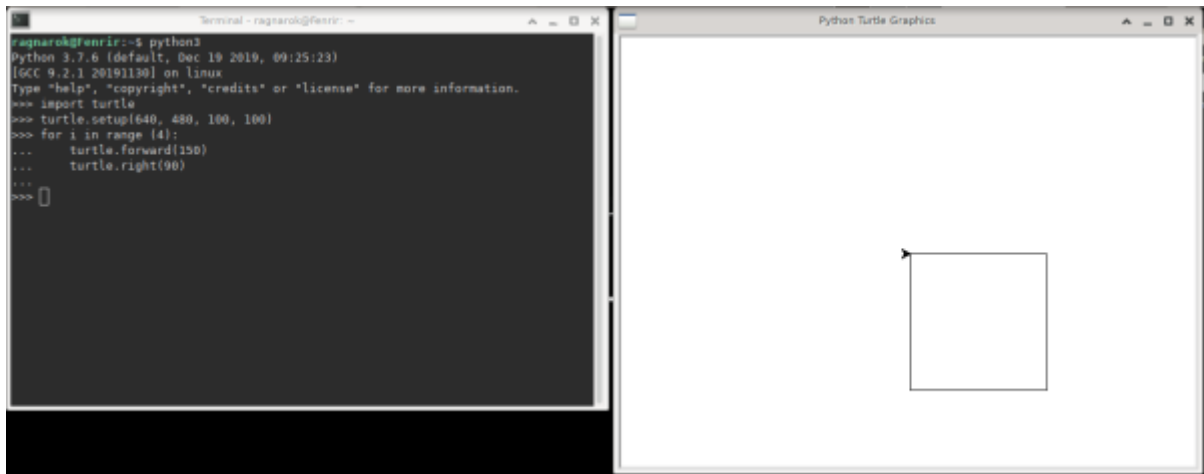 Terminal - ragnarok@Fenrir: ~
ragnarok@Fenrir:~$ python3
Python 3.7.6 (default, Dec 19 2019, 09:25:23)
[GCC 9.2.1 20191130] on linux
Type "help", "copyright", "credits" or "license" for more information.
>>> import turtle
>>> turtle.setup(640, 480, 100, 100)
>>> for i in range (4):
...     turtle.forward(150)
...     turtle.right(90)
...
>>>
Python Turtle Graphics